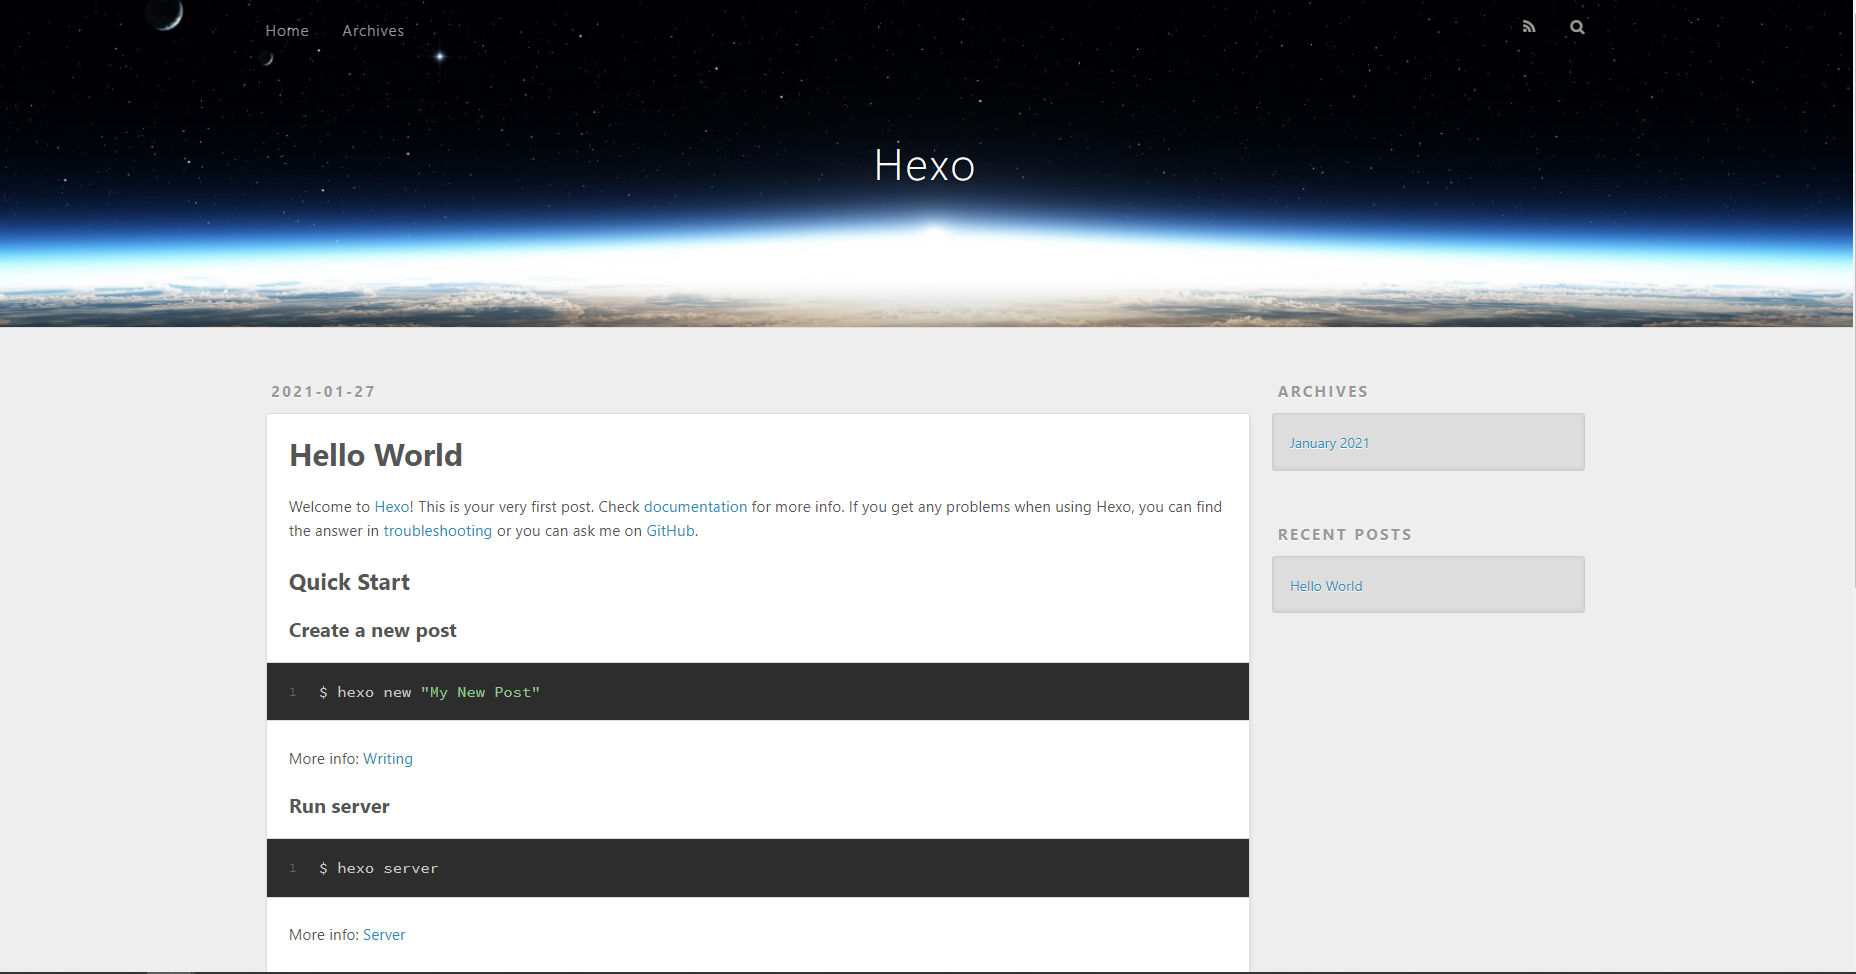 Home Archives
Hexo
2021-01-27
Hello World
Welcome to Hexo! This is your very first post. Check documentation for more info. If you get any problems when using Hexo, you can find
the answer in troubleshooting or you can ask me on GitHub.
Quick Start
Create a new post
1 $ hexo new "My New Post"
More info: Writing
Run server
1 $ hexo server
More info: Server
ARCHIVES
January 2021
RECENT POSTS
Hello World